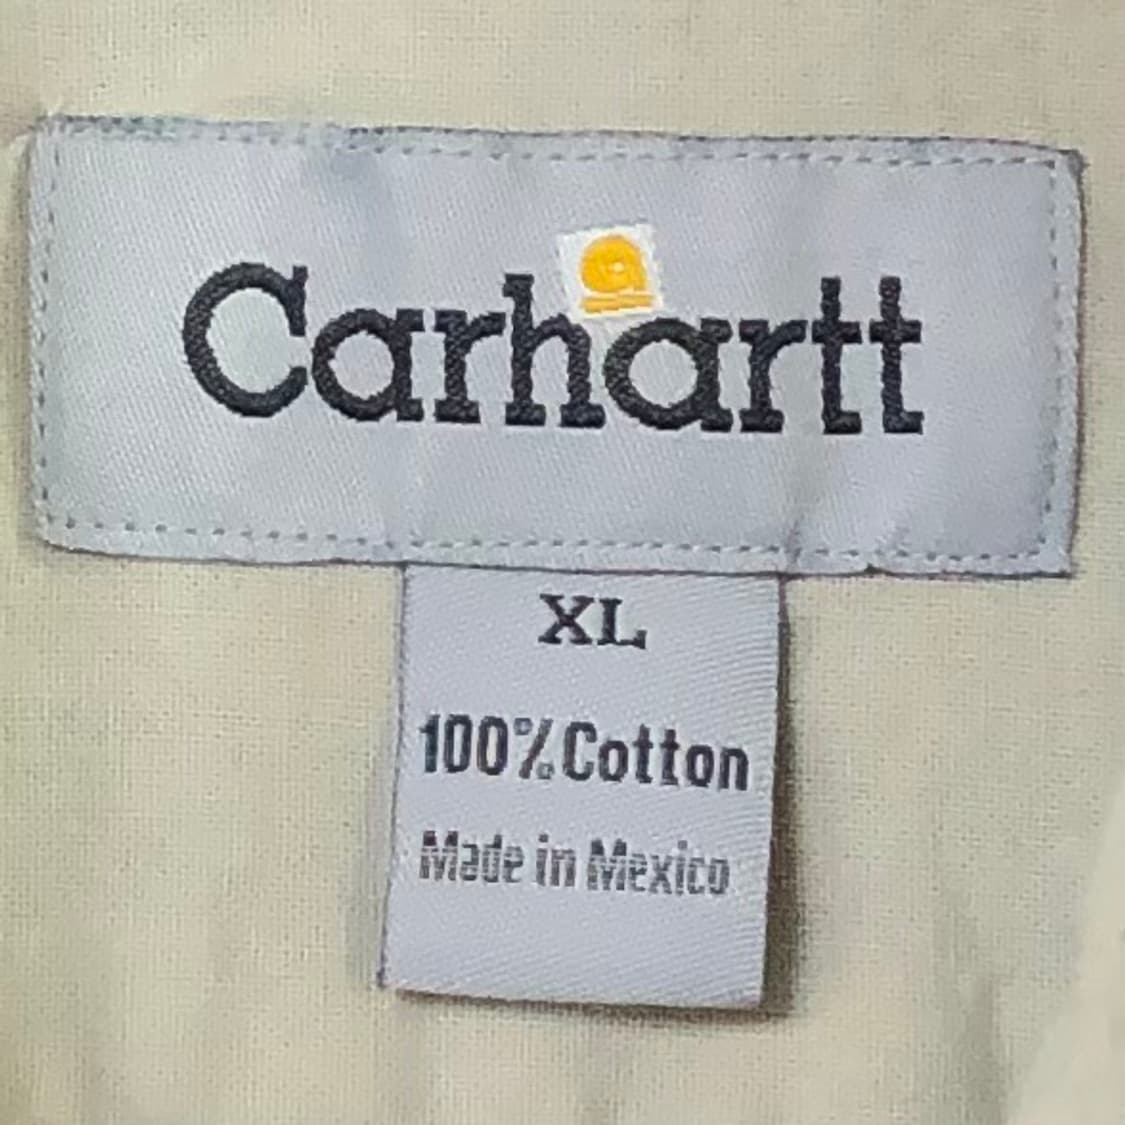 Carhartt
XL
100% Cotton
Made in Mexico